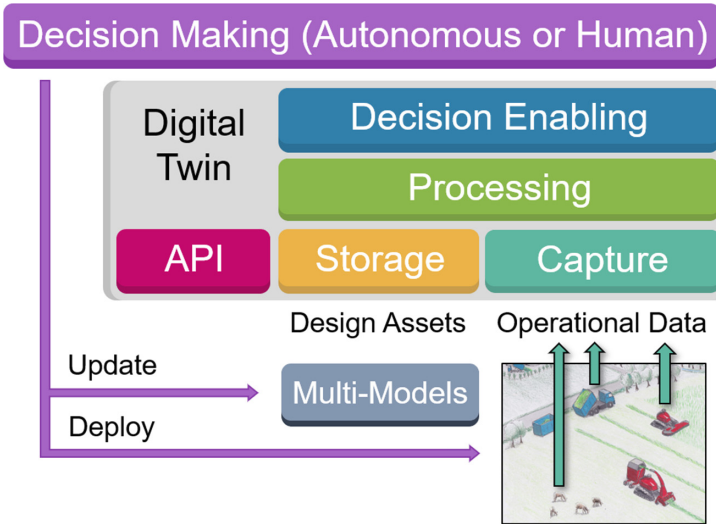 Decision Making (Autonomous or Human)
Digital
Twin
Decision Enabling
Processing
API
Storage
Capture
Design Assets
Operational Data
Update
Multi-Models
Deploy